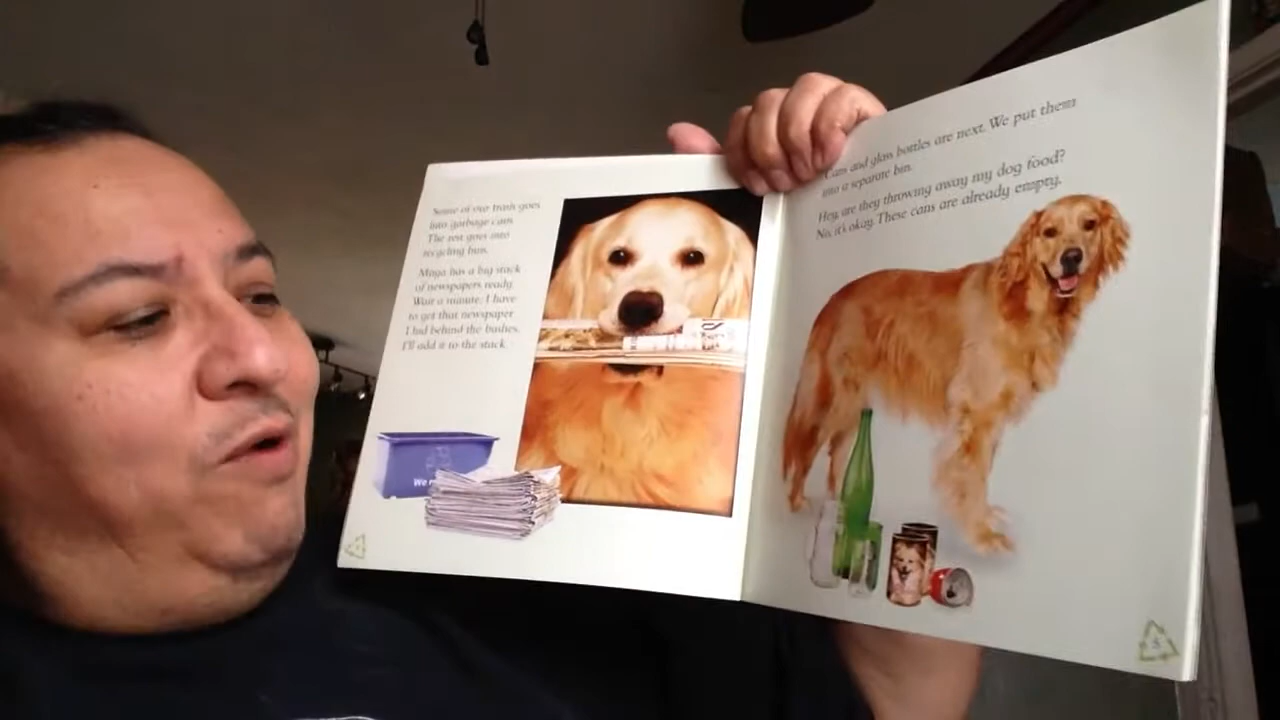 Some of our trash goes
into garbage cans.
The rest goes into
recycling bins.
Maya has a big stack
of newspapers ready.
Wait a minute. I have
to get that newspaper
I hid behind the bushes.
I'll add it to the stack.
We
Cans and glass bottles are next. We put them
into a separate bin.
Hey, are they throwing away my dog food?
No, it's okay. These cans are already empty.
5